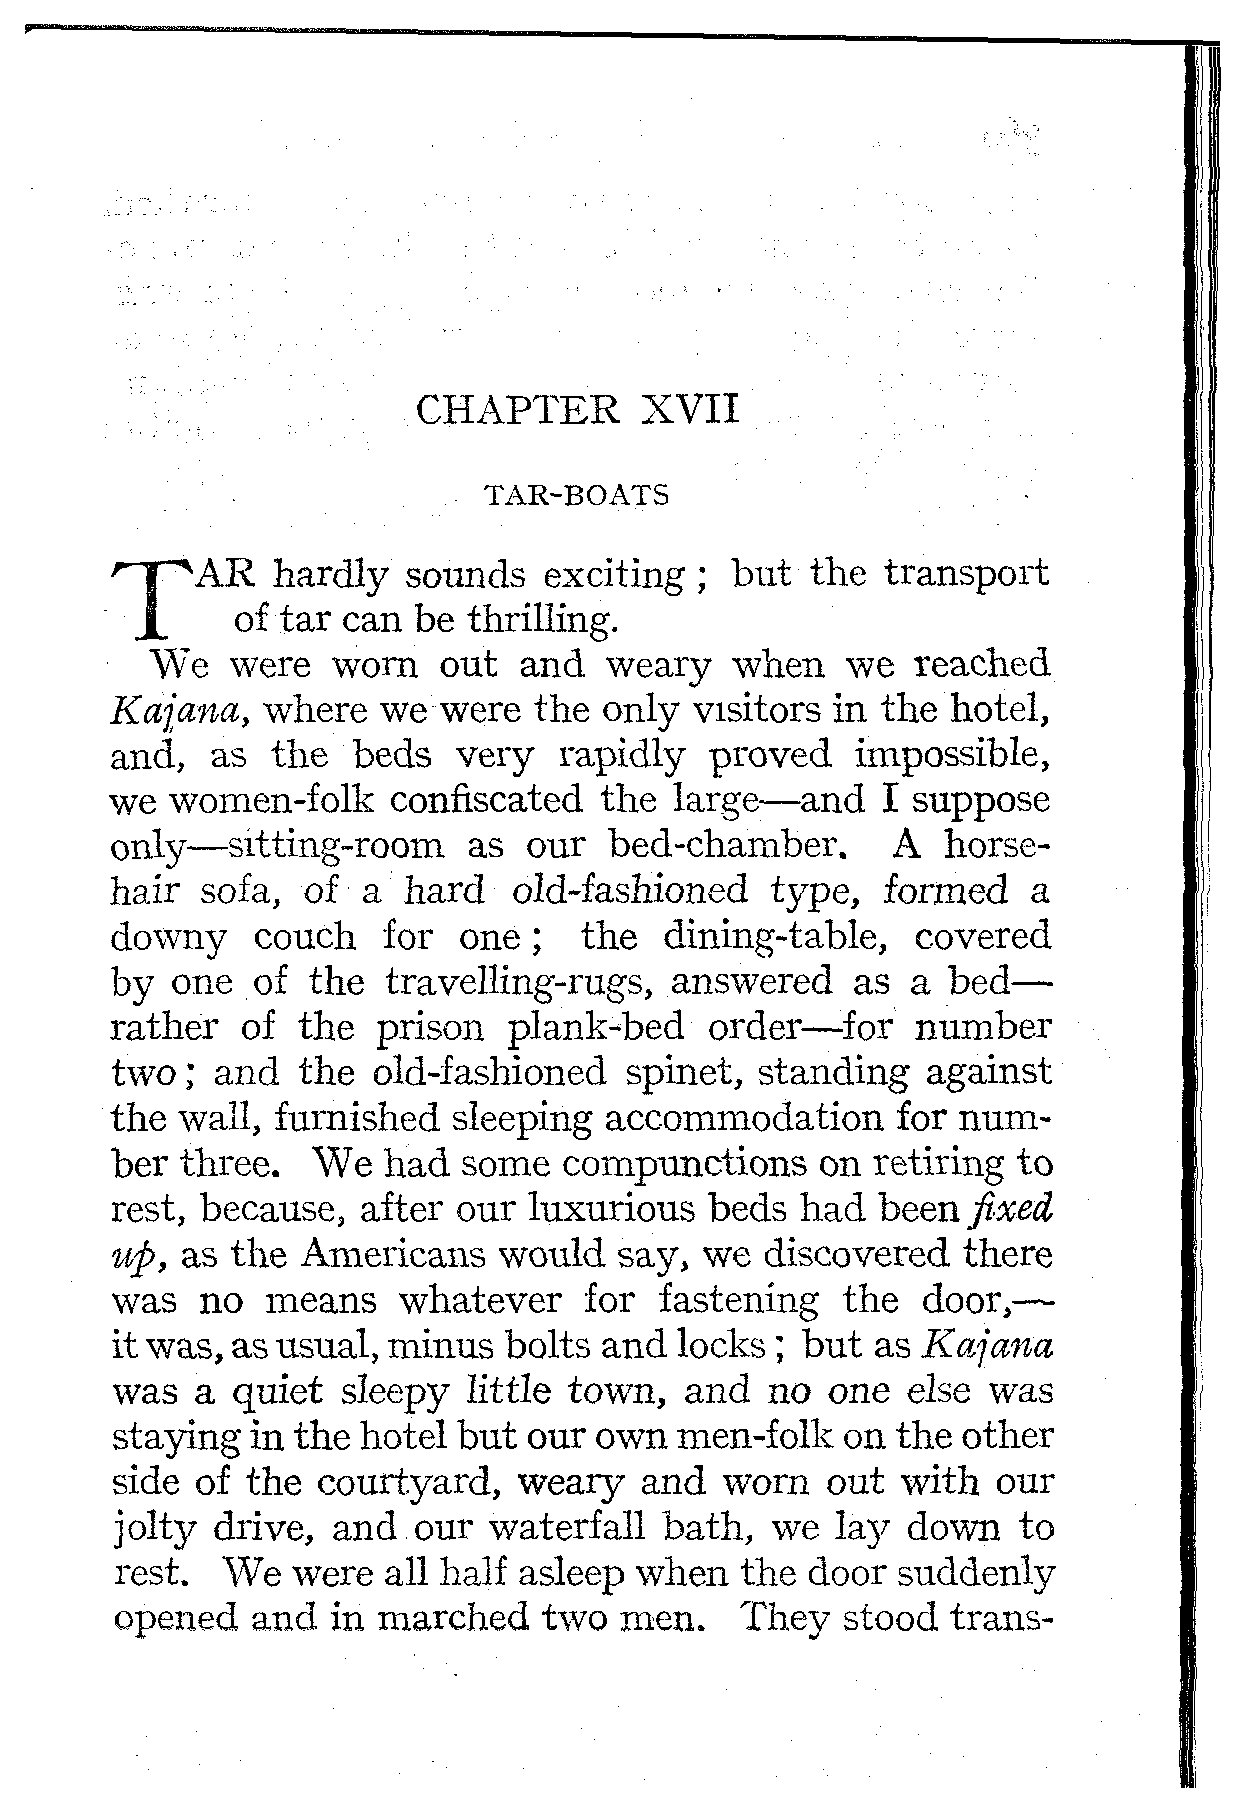 CHAPTER XVII
TAR-BOATS
TAR hardly sounds exciting ; but the transport
of tar can be thrilling.
We were worn out and weary when we reached
Kajana, where we were the only visitors in the hotel,
and, as the beds very rapidly proved impossible,
we women-folk confiscated the large—and I suppose
only—sitting-room as our bed-chamber. A horse-
hair sofa, of a hard old-fashioned type, formed a
downy couch for one ; the dining-table, covered
by one of the travelling-rugs, answered as a bed—
rather of the prison plank-bed order—for number
two ; and the old-fashioned spinet, standing against
the wall, furnished sleeping accommodation for num-
ber three. We had some compunctions on retiring to
rest, because, after our luxurious beds had been fixed
up, as the Americans would say, we discovered there
was no means whatever for fastening the door,—
it was, as usual, minus bolts and locks ; but as Kajana
was a quiet sleepy little town, and no one else was
staying in the hotel but our own men-folk on the other
side of the courtyard, weary and worn out with our
jolty drive, and our waterfall bath, we lay down to
rest. We were all half asleep when the door suddenly
opened and in marched two men. They stood trans-